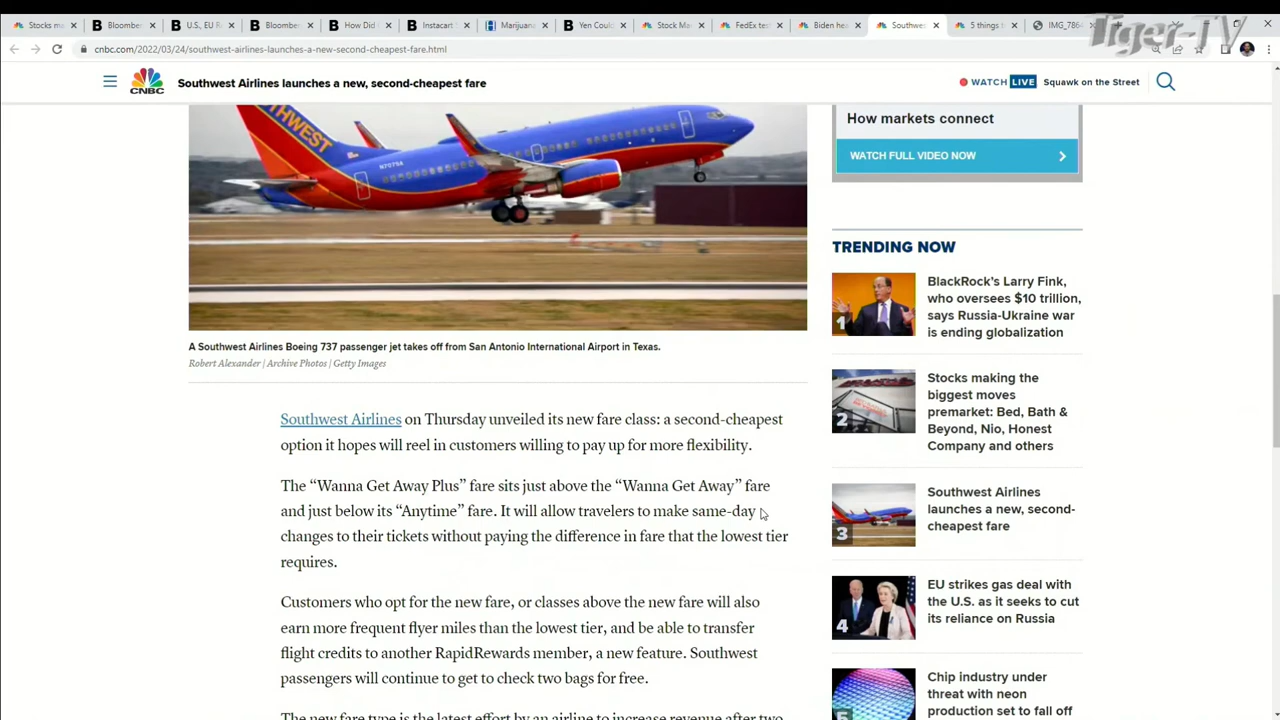 Stocks m
Bloomber
U.S., EU R
Bloomber
How Did
Instacart
Marijuan
Yen Coul
Stock Ma
FedEx tes
Biden he
Southwe
5 things
IMG_786
Tiger-TV
cnbc.com/2022/03/24/southwest-airlines-launches-a-new-second-cheapest-fare.html
CNBC
Southwest Airlines launches a new, second-cheapest fare
WATCH LIVE
Squawk on the Street
How markets connect
WATCH FULL VIDEO NOW
THWEST
A Southwest Airlines Boeing 737 passenger jet takes off from San Antonio International Airport in Texas.
Robert Alexander | Archive Photos | Getty Images
Southwest Airlines on Thursday unveiled its new fare class: a second-cheapest
option it hopes will reel in customers willing to pay up for more flexibility.
The “Wanna Get Away Plus” fare sits just above the “Wanna Get Away” fare
and just below its “Anytime” fare. It will allow travelers to make same-day
changes to their tickets without paying the difference in fare that the lowest tier
requires.
Customers who opt for the new fare, or classes above the new fare will also
earn more frequent flyer miles than the lowest tier, and be able to transfer
flight credits to another RapidRewards member, a new feature. Southwest
passengers will continue to get to check two bags for free.
The new fare type is the latest effort by an airline to increase revenue after two
TRENDING NOW
1
BlackRock’s Larry Fink,
who oversees $10 trillion,
says Russia-Ukraine war
is ending globalization
2
Stocks making the
biggest moves
premarket: Bed, Bath &
Beyond, Nio, Honest
Company and others
3
Southwest Airlines
launches a new, second-
cheapest fare
4
EU strikes gas deal with
the U.S. as it seeks to cut
its reliance on Russia
5
Chip industry under
threat with neon
production set to fall off